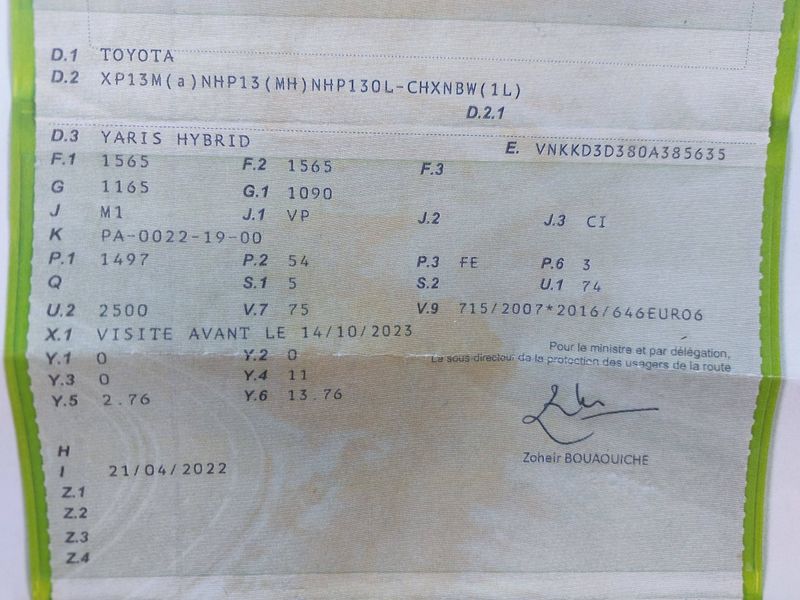 D.1 TOYOTA
D.2 XP13M(a)NHP13(MH)NHP130L-CHXNBW(1L)
D.2.1
D.3 YARIS HYBRID E. VNKKD3D380A385635
F.1 1565 F.2 1565 F.3
G 1165 G.1 1090
J M1 J.1 VP J.2 J.3 CI
K PA-0022-19-00
P.1 1497 P.2 54 P.3 FE P.6 3
Q S.1 5 S.2 U.1 74
U.2 2500 V.7 75 V.9 715/2007*2016/646EURO6
X.1 VISITE AVANT LE 14/10/2023
Pour le ministre et par délégation,
Y.1 0 Y.2 0
Le sous-directeur de la protection des usagers de la route
Y.3 0 Y.4 11
Y.5 2.76 Y.6 13.76
H
Zoheir BOUAOUICHE
I 21/04/2022
Z.1
Z.2
Z.3
Z.4